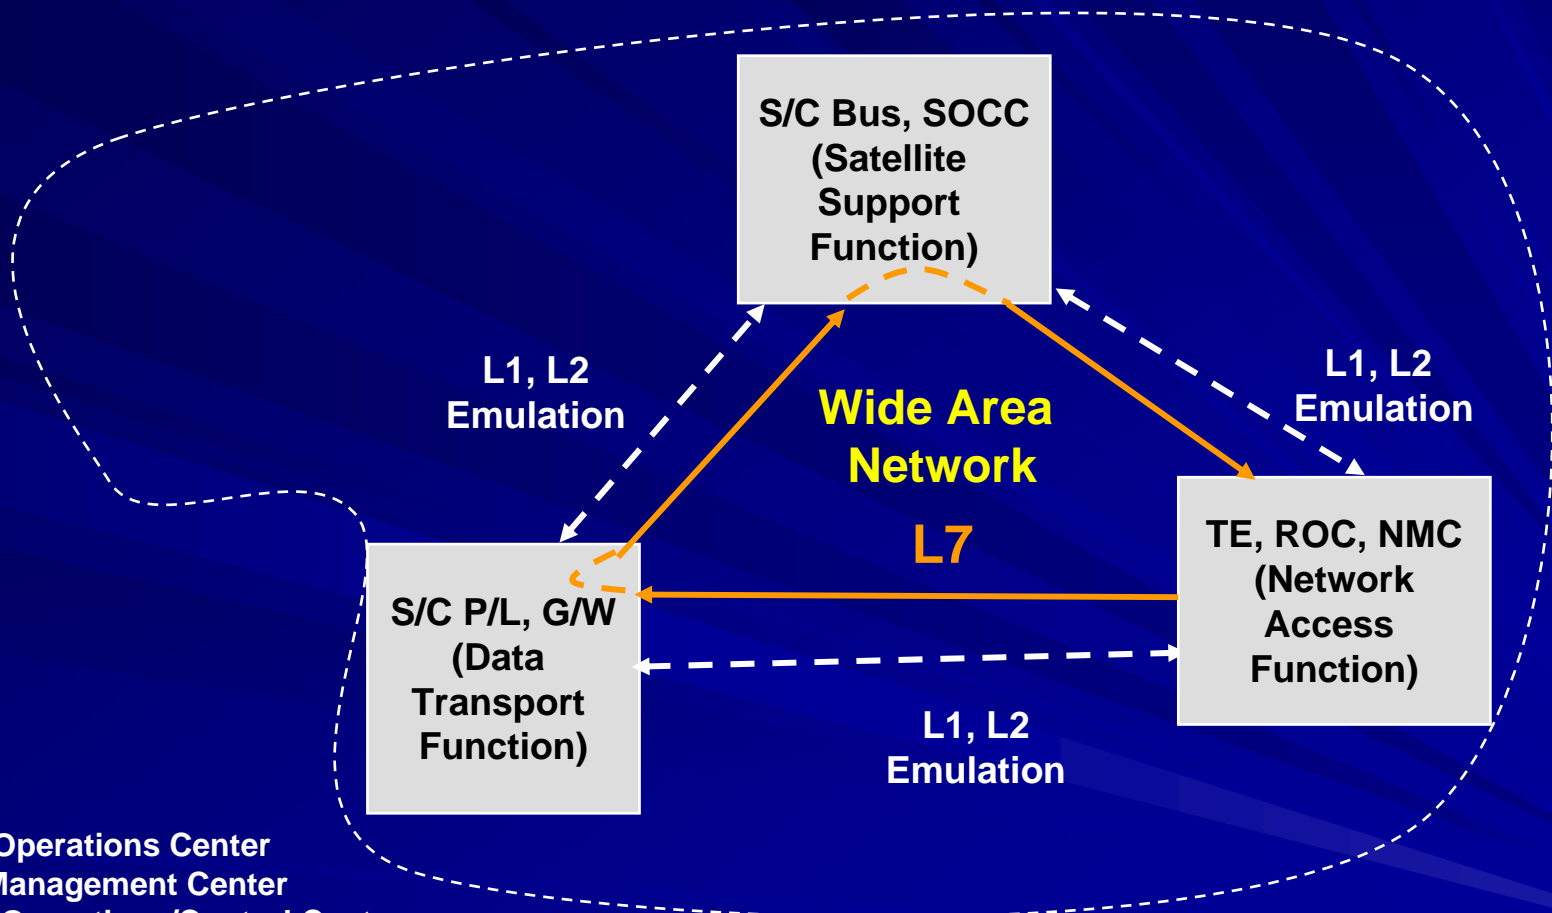 S/C Bus, SOCC
(Satellite
Support
Function)
L1, L2
Emulation
L1, L2
Emulation
Wide Area
Network
L7
TE, ROC, NMC
(Network
Access
Function)
S/C P/L, G/W
(Data
Transport
Function)
L1, L2
Emulation
Operations Center
Management Center